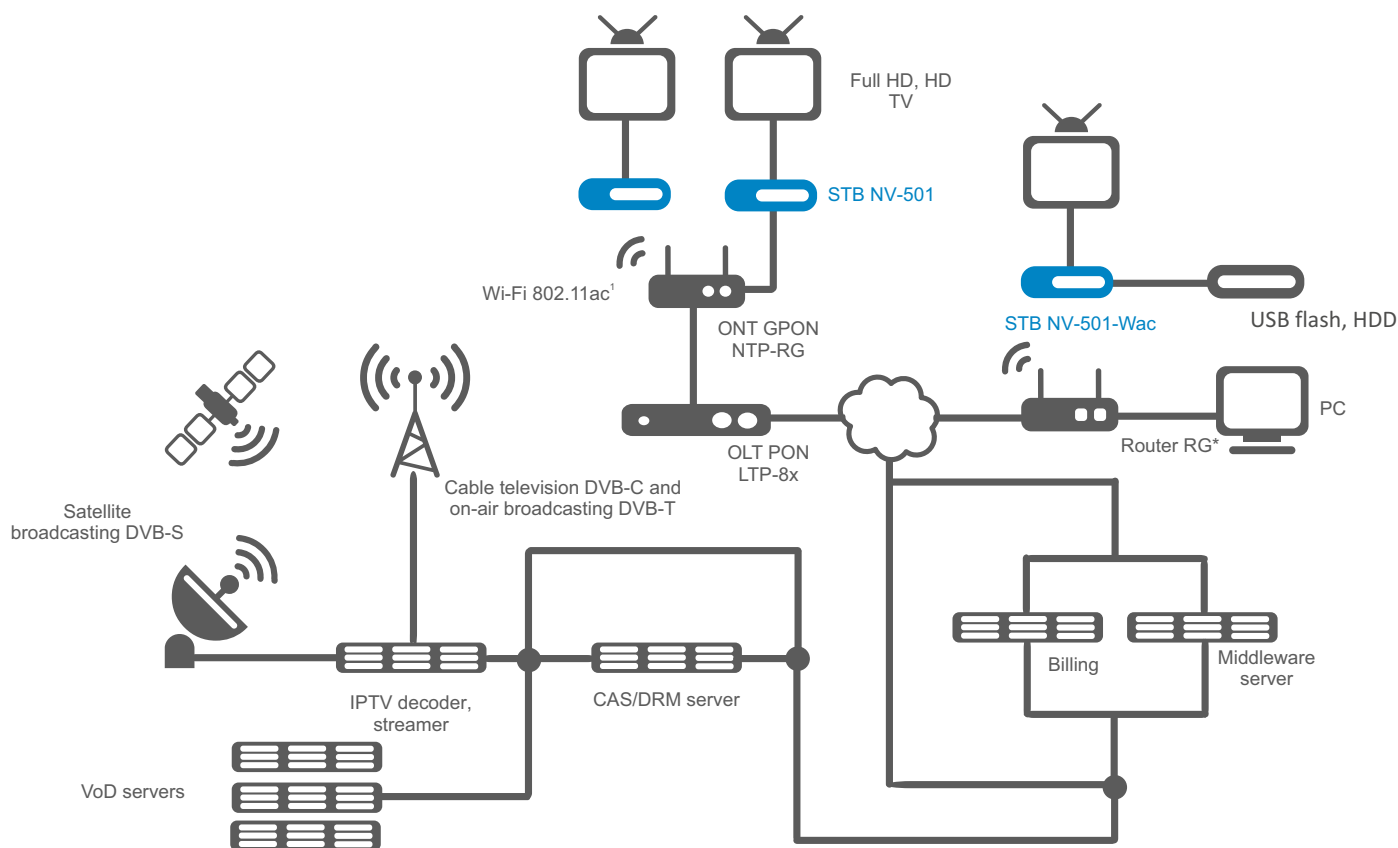 Full HD, HD
TV
STB NV-501
Wi-Fi 802.11ac¹
ONT GPON
NTP-RG
STB NV-501-Wac
USB flash, HDD
PC
Router RG*
OLT PON
LTP-8x
Cable television DVB-C and
on-air broadcasting DVB-T
Satellite
broadcasting DVB-S
Billing
Middleware
server
IPTV decoder,
streamer
CAS/DRM server
VoD servers